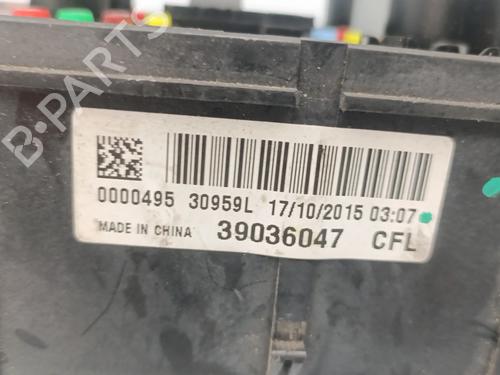 B-PARTS
0000495 30959L 17/10/2015 03:07
MADE IN CHINA 39036047 CFL